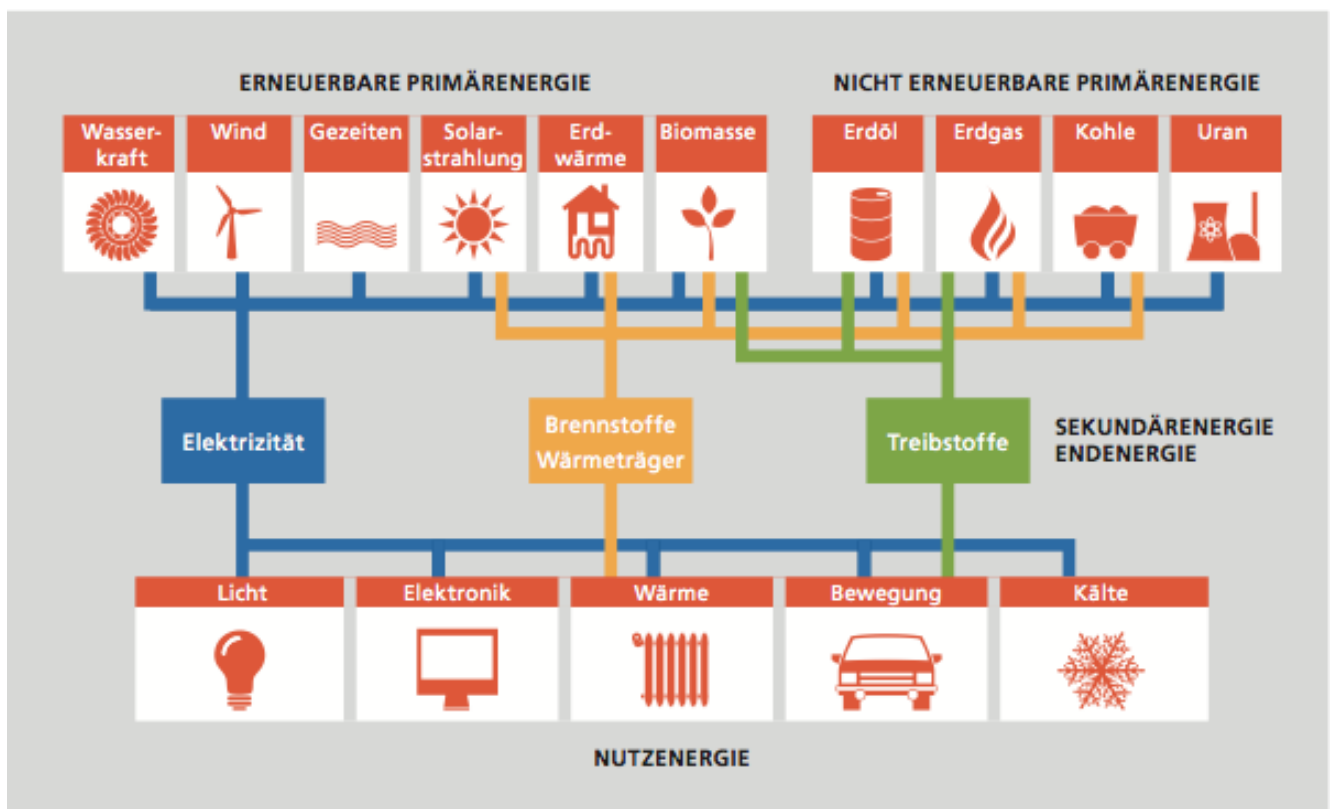 ERNEUERBARE PRIMÄRENERGIE
NICHT ERNEUERBARE PRIMÄRENERGIE
Wasser-
kraft
Wind
Gezeiten
Solar-
strahlung
Erd-
wärme
Biomasse
Erdöl
Erdgas
Kohle
Uran
Elektrizität
Brennstoffe
Wärmeträger
Treibstoffe
SEKUNDÄRENERGIE
ENDENERGIE
Licht
Elektronik
Wärme
Bewegung
Kälte
NUTZENERGIE